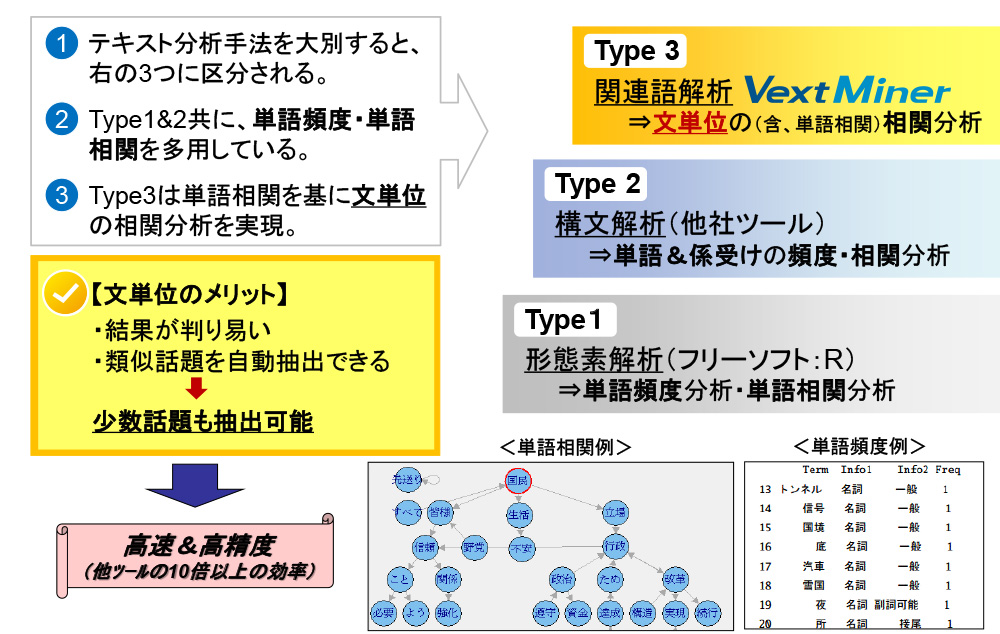 1 テキスト分析手法を大別すると、
右の3つに区分される。
2 Type1&2共に、単語頻度・単語
相関を多用している。
3 Type3は単語相関を基に文単位
の相関分析を実現。
【文単位のメリット】
・結果が判り易い
・類似話題を自動抽出できる
少数話題も抽出可能
高速&高精度
(他ツールの10倍以上の効率)
Type 3
関連語解析 VextMiner
⇒文単位の(含、単語相関)相関分析
Type 2
構文解析(他社ツール)
⇒単語&係受けの頻度・相関分析
Type1
形態素解析(フリーソフト:R)
⇒単語頻度分析・単語相関分析
<単語相関例>
先送り 国民
すべて 皆様 生活 立場
信頼 野党 不安 行政
こと 関係 政治 ため 改革
必要 よう 強化 遵守 資金 達成 構造 実現 続行
<単語頻度例>
Term Info1 Info2 Freq
13 トンネル 名詞 一般 1
14 信号 名詞 一般 1
15 国境 名詞 一般 1
16 底 名詞 一般 1
17 汽車 名詞 一般 1
18 雪国 名詞 一般 1
19 夜 名詞 副詞可能 1
20 所 名詞 接尾 1